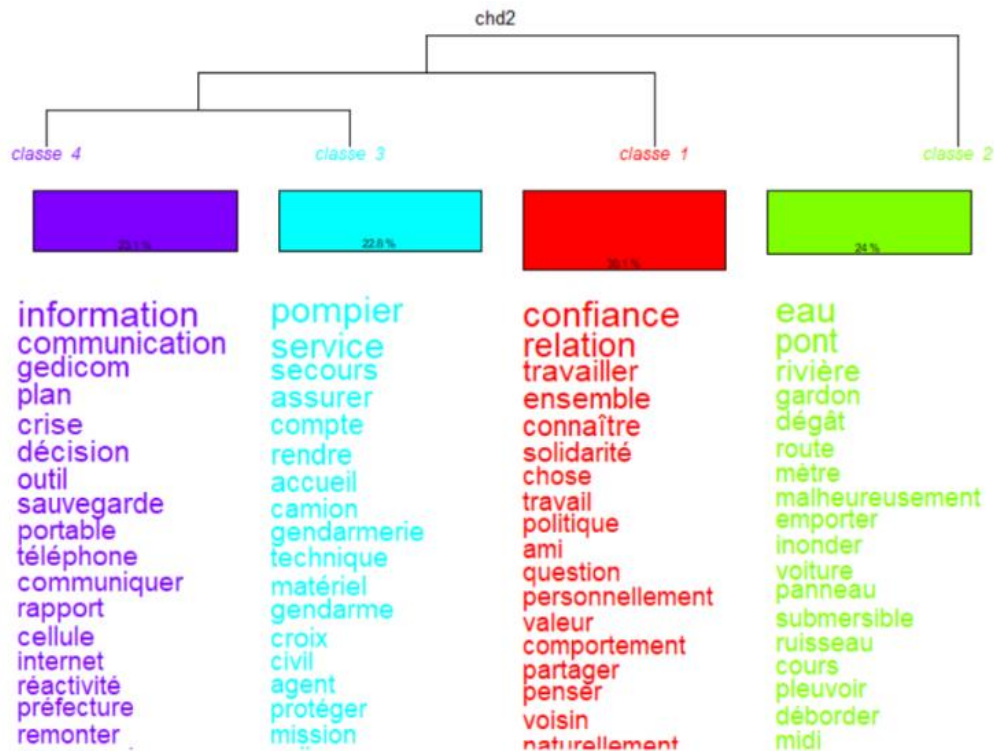 chd2
classe 4
classe 3
classe 1
classe 2
23.1 %
22.8 %
30.1 %
24 %
information
communication
gedicom
plan
crise
décision
outil
sauvegarde
portable
téléphone
communiquer
rapport
cellule
internet
réactivité
préfecture
remonter
pompier
service
secours
assurer
compte
rendre
accueil
camion
gendarmerie
technique
matériel
gendarme
croix
civil
agent
protéger
mission
confiance
relation
travailler
ensemble
connaître
solidarité
chose
travail
politique
ami
question
personnellement
valeur
comportement
partager
penser
voisin
naturellement
eau
pont
rivière
gardon
dégât
route
mètre
malheureusement
emporter
inonder
voiture
panneau
submersible
ruisseau
cours
pleuvoir
déborder
midi